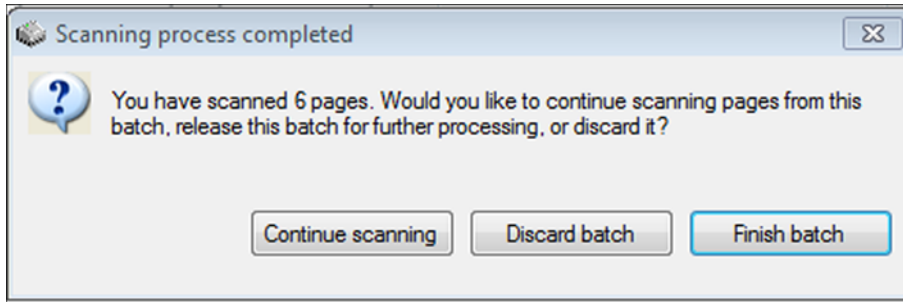 Scanning process completed
You have scanned 6 pages. Would you like to continue scanning pages from this
batch, release this batch for further processing, or discard it?
Continue scanning
Discard batch
Finish batch